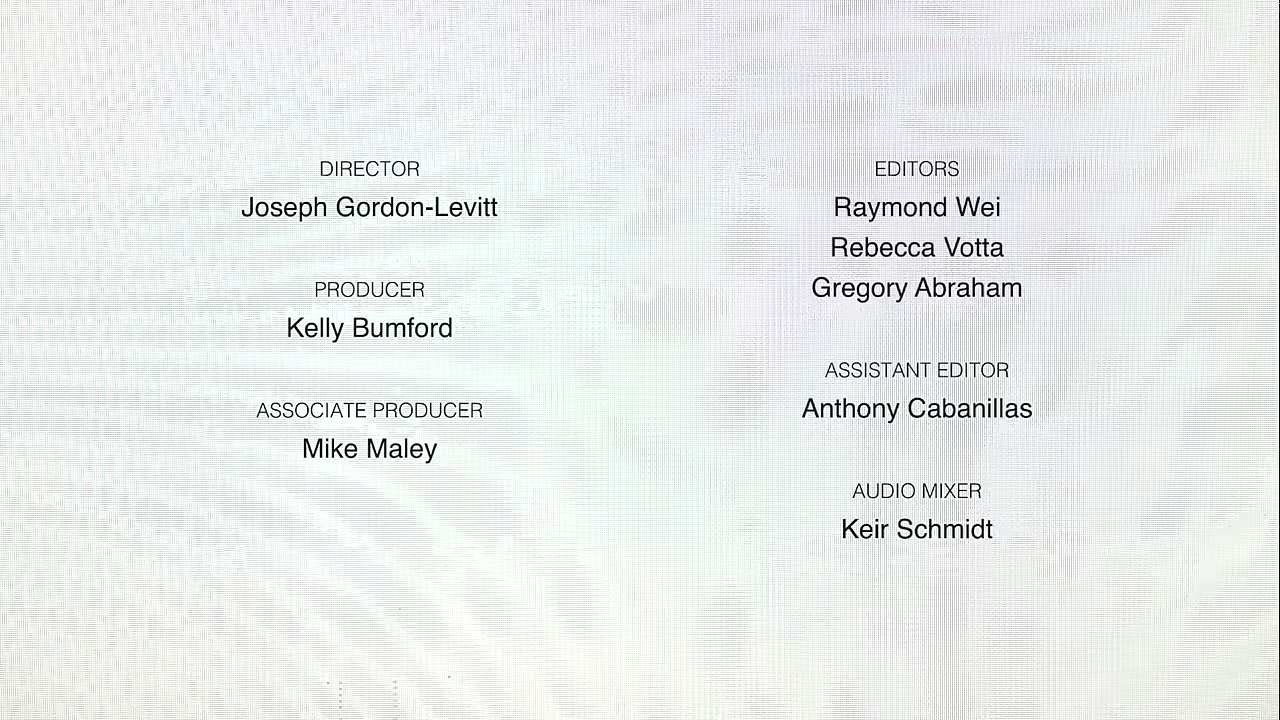 DIRECTOR
Joseph Gordon-Levitt
PRODUCER
Kelly Bumford
ASSOCIATE PRODUCER
Mike Maley
EDITORS
Raymond Wei
Rebecca Votta
Gregory Abraham
ASSISTANT EDITOR
Anthony Cabanillas
AUDIO MIXER
Keir Schmidt